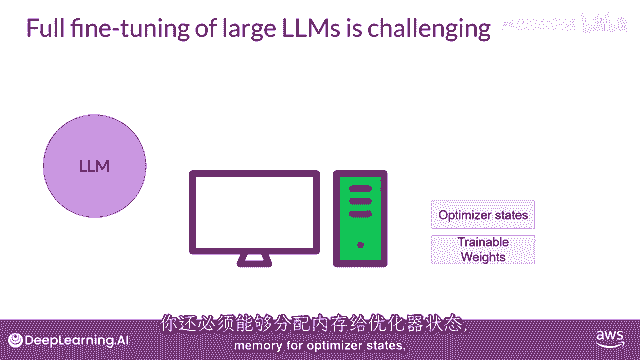 Full fine-tuning of large LLMs is challenging
LLM
Optimizer states
Trainable
Weights
你还必须能够分配内存给优化器状态,
memory for optimizer states,
DeepLearning.AI
aws